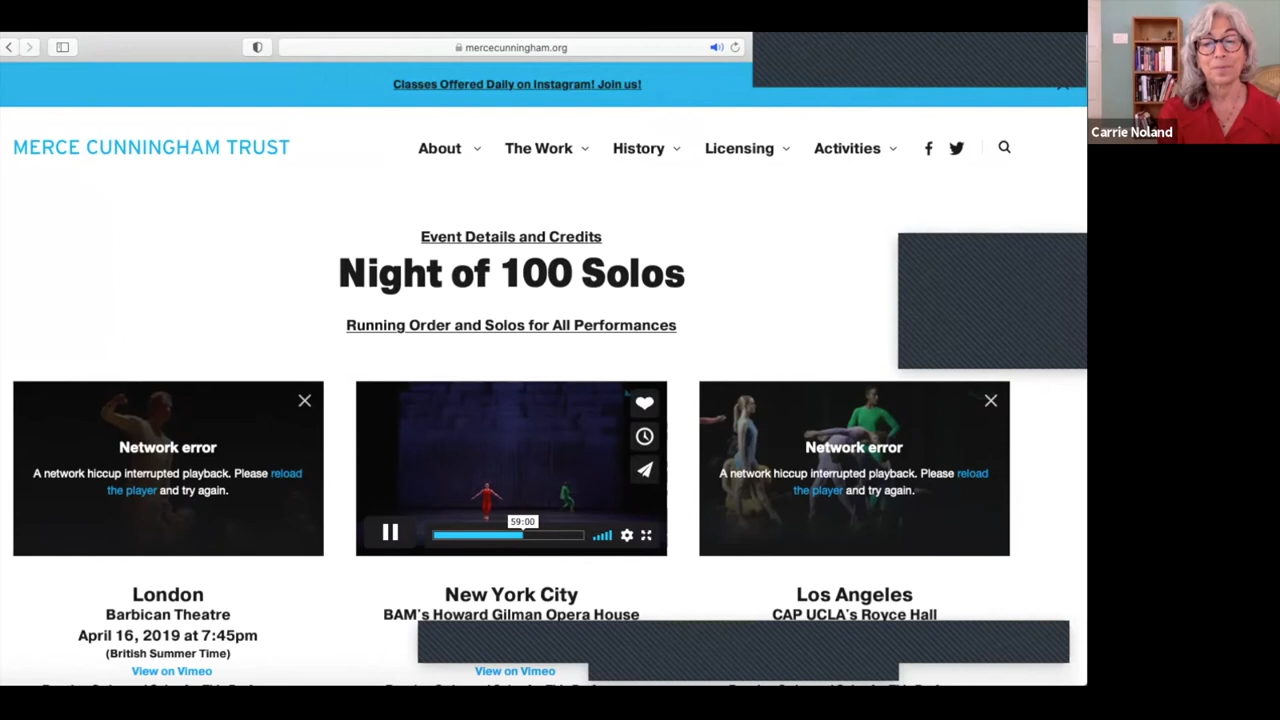 mercecunningham.org
Classes Offered Daily on Instagram! Join us!
Carrie Noland
MERCE CUNNINGHAM TRUST
About
The Work
History
Licensing
Activities
Event Details and Credits
Night of 100 Solos
Running Order and Solos for All Performances
Network error
A network hiccup interrupted playback. Please reload
the player and try again.
59:00
Network error
A network hiccup interrupted playback. Please reload
the player and try again.
London
Barbican Theatre
April 16, 2019 at 7:45pm
(British Summer Time)
View on Vimeo
New York City
BAM's Howard Gilman Opera House
View on Vimeo
Los Angeles
CAP UCLA's Royce Hall